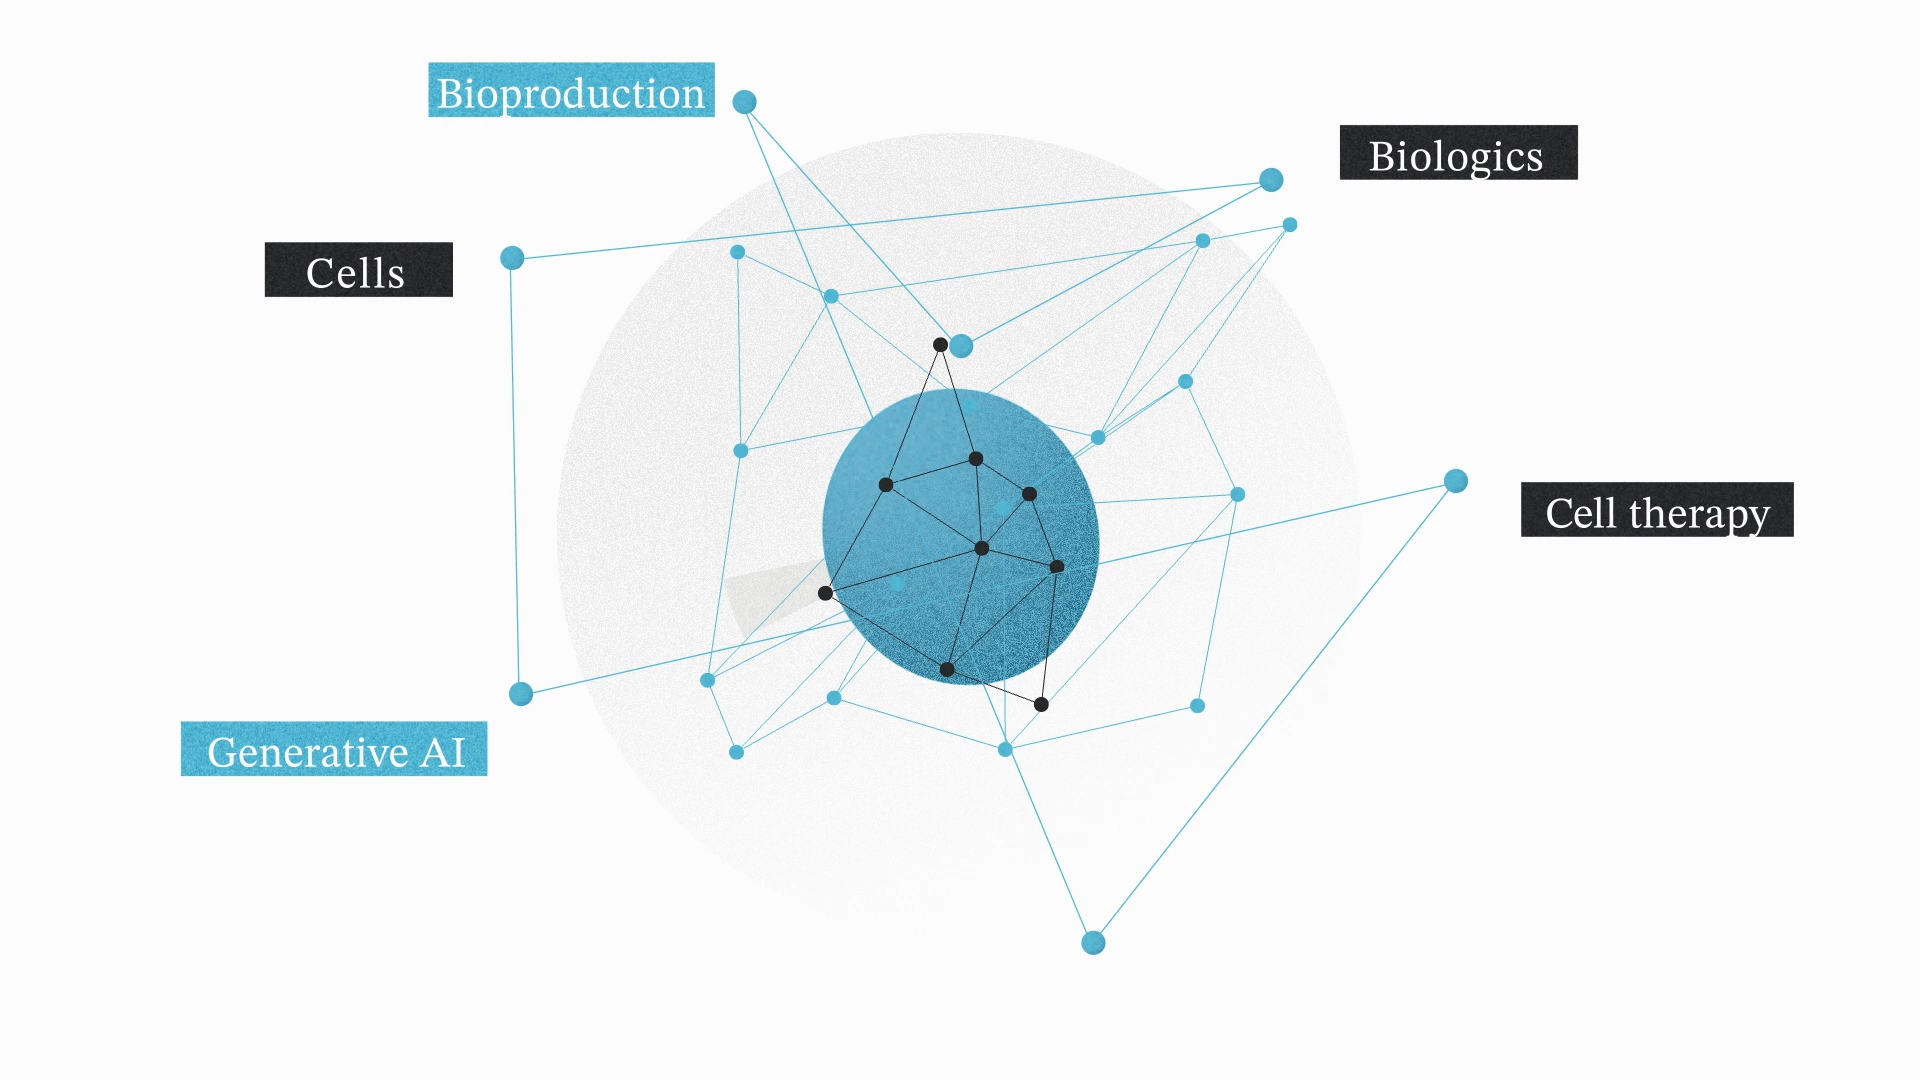 Bioproduction
Biologics
Cells
Cell therapy
Generative AI